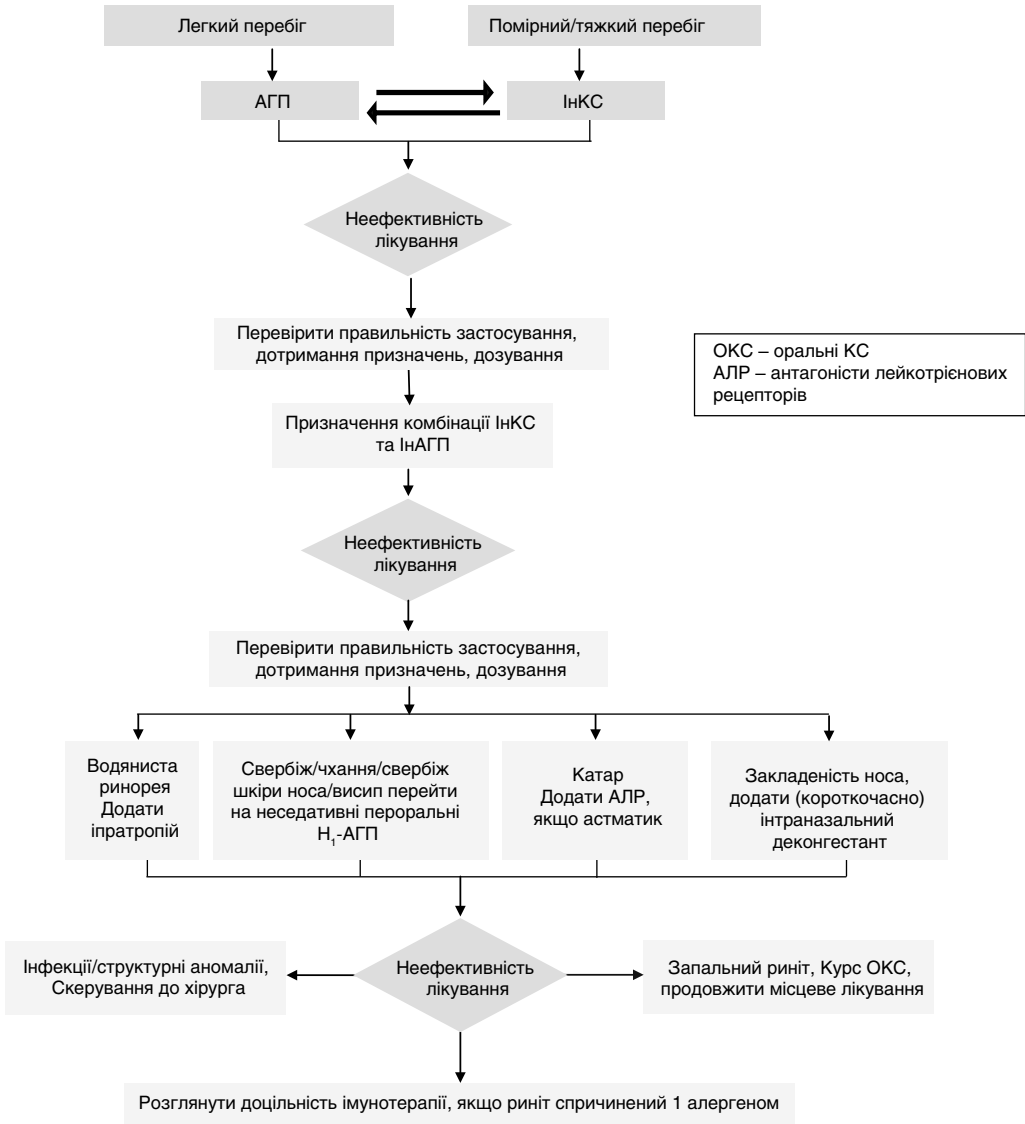 Легкий перебіг
Помірний/тяжкий перебіг
АГП
ІнКС
Неефективність
лікування
Перевірити правильність застосування,
дотримання призначень, дозування
ОКС – оральні КС
АЛР – антагоністи лейкотрієнових
рецепторів
Призначення комбінації ІнКС
та ІнАГП
Неефективність
лікування
Перевірити правильність застосування,
дотримання призначень, дозування
Водяниста
ринорея
Додати
іпратропій
Свербіж/чхання/свербіж
шкіри носа/висип перейти
на неседативні пероральні
H₁-АГП
Катар
Додати АЛР,
якщо астматик
Закладеність носа,
додати (короткочасно)
інтраназальний
деконгестант
Інфекції/структурні аномалії,
Скерування до хірурга
Неефективність
лікування
Запальний риніт, Курс ОКС,
продовжити місцеве лікування
Розглянути доцільність імунотерапії, якщо риніт спричинений 1 алергеном